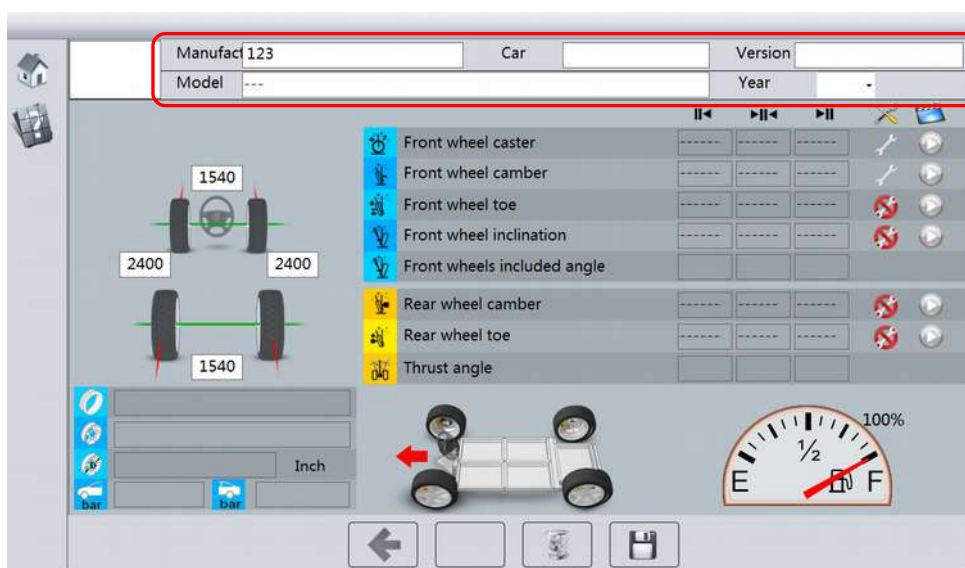 Manufact 123 Car Version
Model --- Year
Front wheel caster ------ ------ ------
1540 Front wheel camber ------ ------ ------
Front wheel toe ------ ------ ------
Front wheel inclination ------ ------ ------
2400 2400 Front wheels included angle
Rear wheel camber ------ ------ ------
Rear wheel toe ------ ------ ------
1540 Thrust angle
Inch
bar bar
100%
1/2
E F